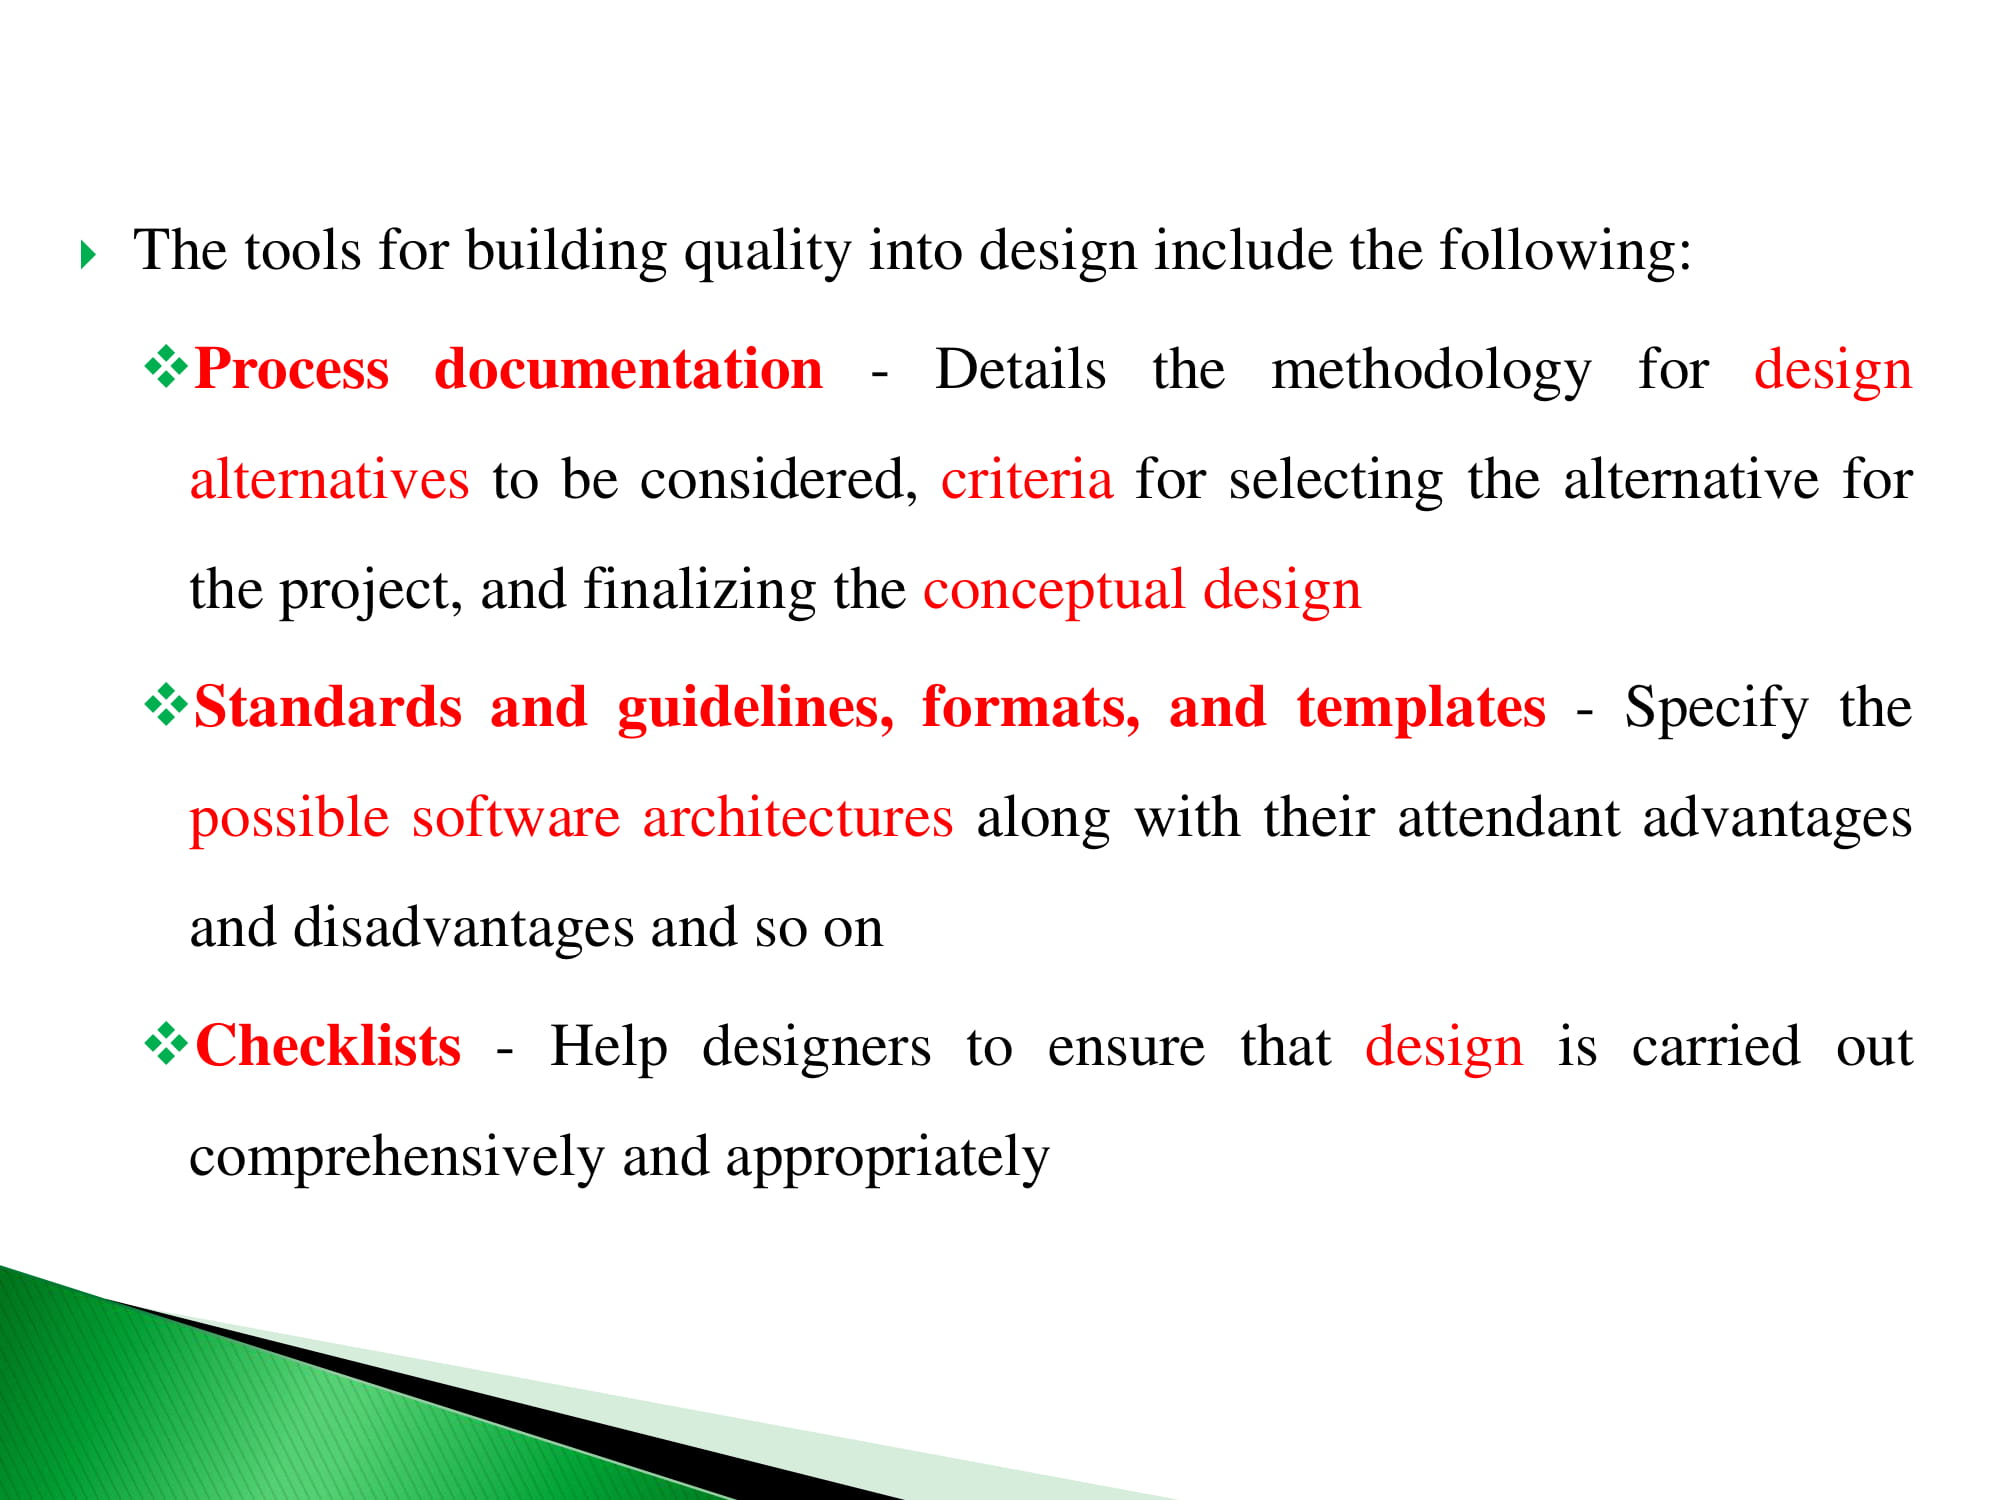 The tools for building quality into design include the following:
Process documentation - Details the methodology for design
alternatives to be considered, criteria for selecting the alternative for
the project, and finalizing the conceptual design
Standards and guidelines, formats, and templates - Specify the
possible software architectures along with their attendant advantages
and disadvantages and so on
Checklists - Help designers to ensure that design is carried out
comprehensively and appropriately